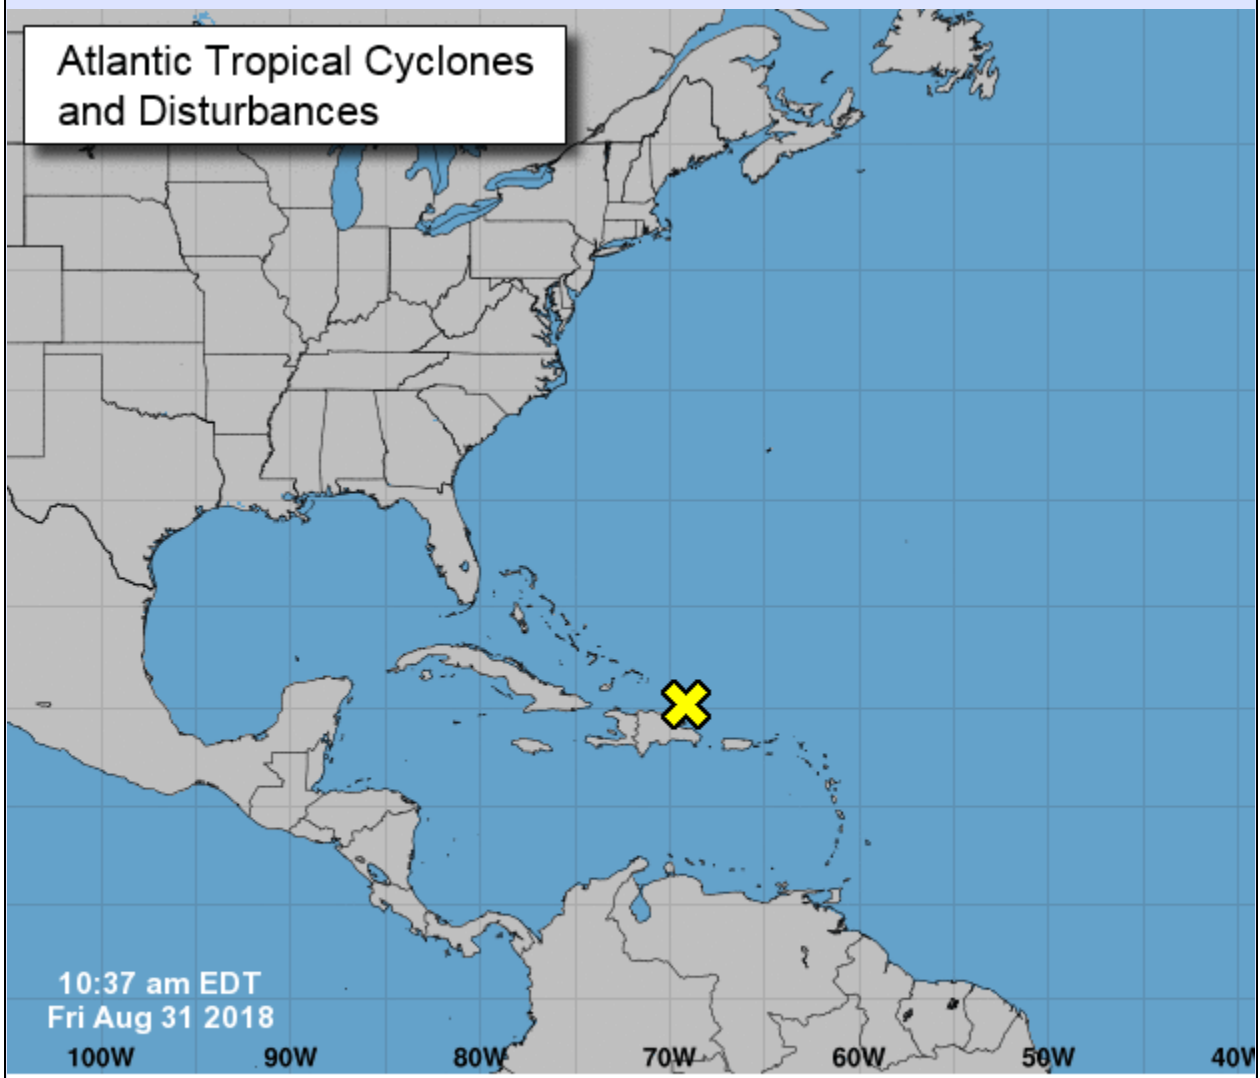 Atlantic Tropical Cyclones
and Disturbances
10:37 am EDT
Fri Aug 31 2018
100W 90W 80W 70W 60W 50W 40W